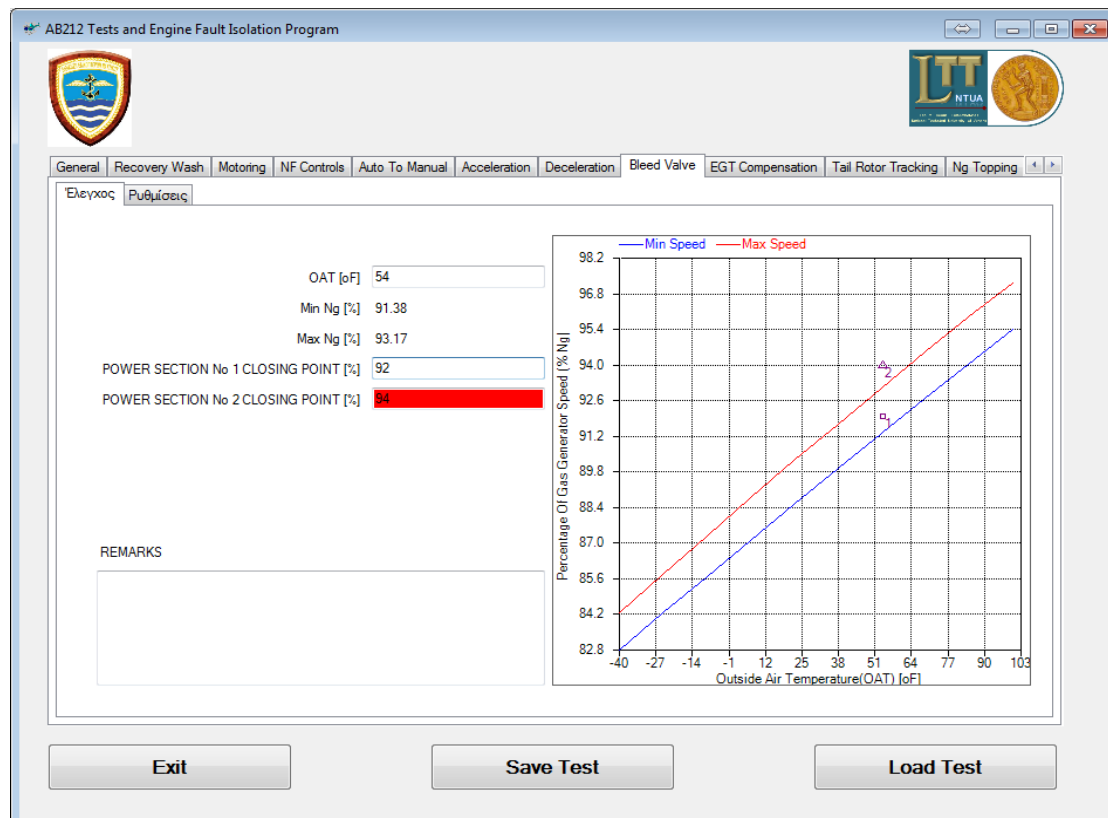 AB212 Tests and Engine Fault Isolation Program
LTT
NTUA
General Recovery Wash Motoring NF Controls Auto To Manual Acceleration Deceleration Bleed Valve EGT Compensation Tail Rotor Tracking Ng Topping
Έλεγχος Ρυθμίσεις
OAT [oF] 54
Min Ng [%] 91.38
Max Ng [%] 93.17
POWER SECTION No 1 CLOSING POINT [%] 92
POWER SECTION No 2 CLOSING POINT [%] 94
REMARKS
Min Speed Max Speed
Percentage Of Gas Generator Speed [% Ng]
98.2
96.8
95.4
94.0
92.6
91.2
89.8
88.4
87.0
85.6
84.2
82.8
2
1
-40 -27 -14 -1 12 25 38 51 64 77 90 103
Outside Air Temperature(OAT) [oF]
Exit Save Test Load Test